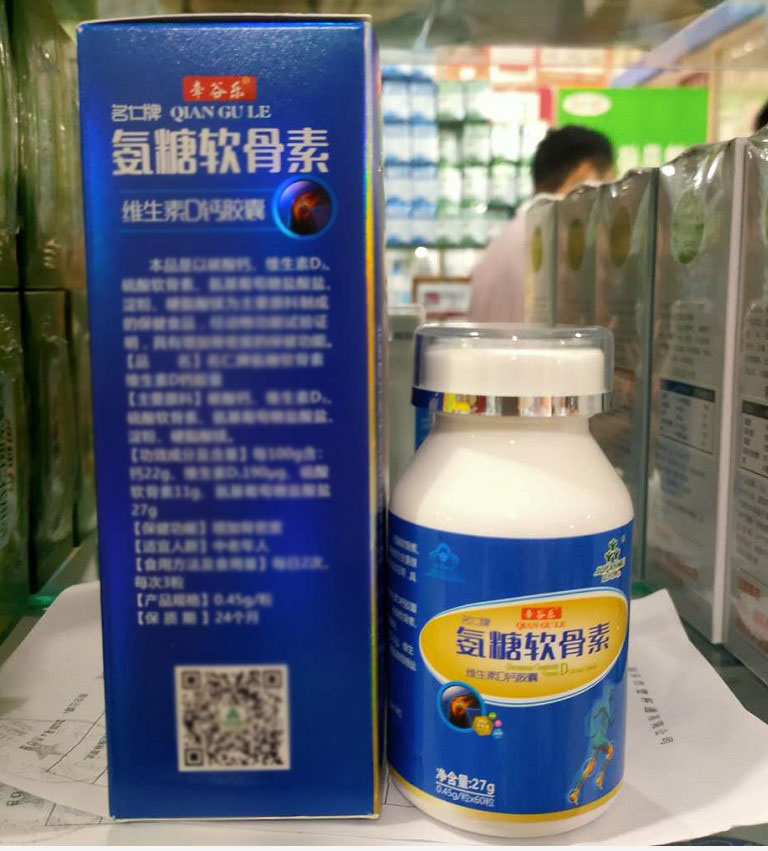 牵谷乐
名仁牌 QIAN GU LE
氨糖软骨素
维生素D钙胶囊
本品是以碳酸钙、维生素D₃、
硫酸软骨素、氨基葡萄糖盐酸盐、
淀粉、硬脂酸镁为主要原料制成
的保健食品，经动物功能试验证
明，具有增加骨密度的保健功能。
【品 名】名仁牌氨糖软骨素
维生素D钙胶囊
【主要原料】碳酸钙、维生素D₃、
硫酸软骨素、氨基葡萄糖盐酸盐、
淀粉、硬脂酸镁。
【功效成分及含量】每100g含:
钙22g、维生素D₃190μg、硫酸
软骨素11g、氨基葡萄糖盐酸盐
27g
【保健功能】增加骨密度
【适宜人群】中老年人
【食用方法及食用量】每日2次,
每次3粒
【产品规格】0.45g/粒
【保 质 期】24个月
牵谷乐
名仁牌 QIAN GU LE
氨糖软骨素
维生素D钙胶囊
净含量:27g
0.45g/粒x60粒